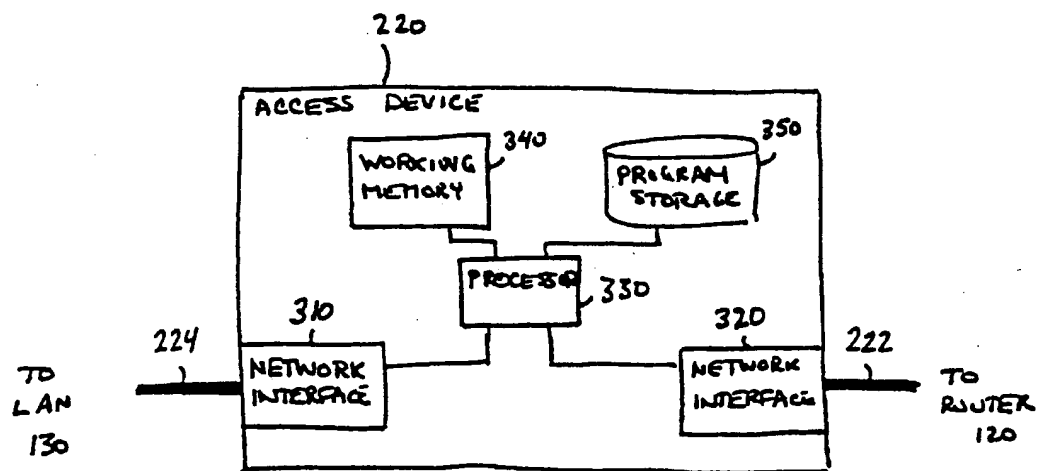 220
ACCESS DEVICE
340
350
WORKING
MEMORY
PROGRAM
STORAGE
PROCESSOR
330
310
320
224
222
NETWORK
INTERFACE
NETWORK
INTERFACE
TO
LAN
130
TO
ROUTER
120